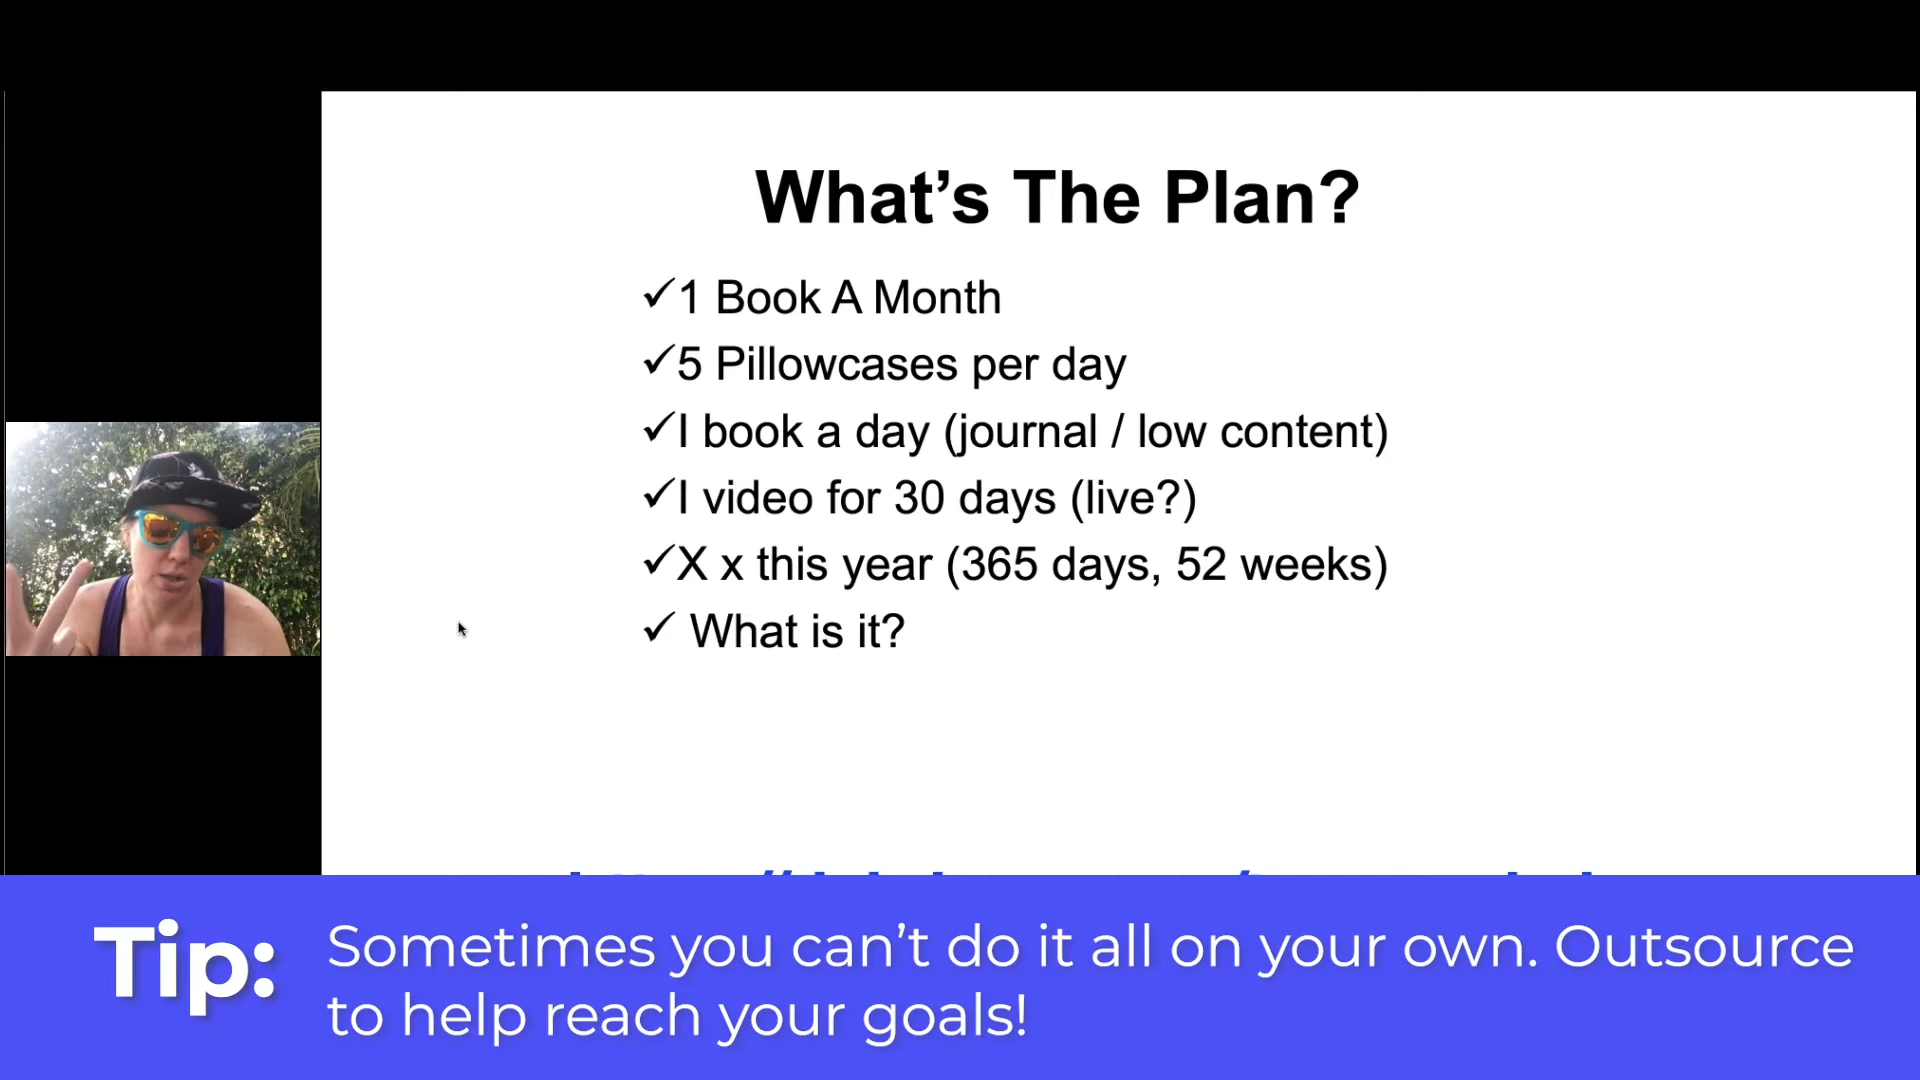 What’s The Plan?
✓1 Book A Month
✓5 Pillowcases per day
✓I book a day (journal / low content)
✓I video for 30 days (live?)
✓X x this year (365 days, 52 weeks)
✓ What is it?
Tip: Sometimes you can’t do it all on your own. Outsource
to help reach your goals!